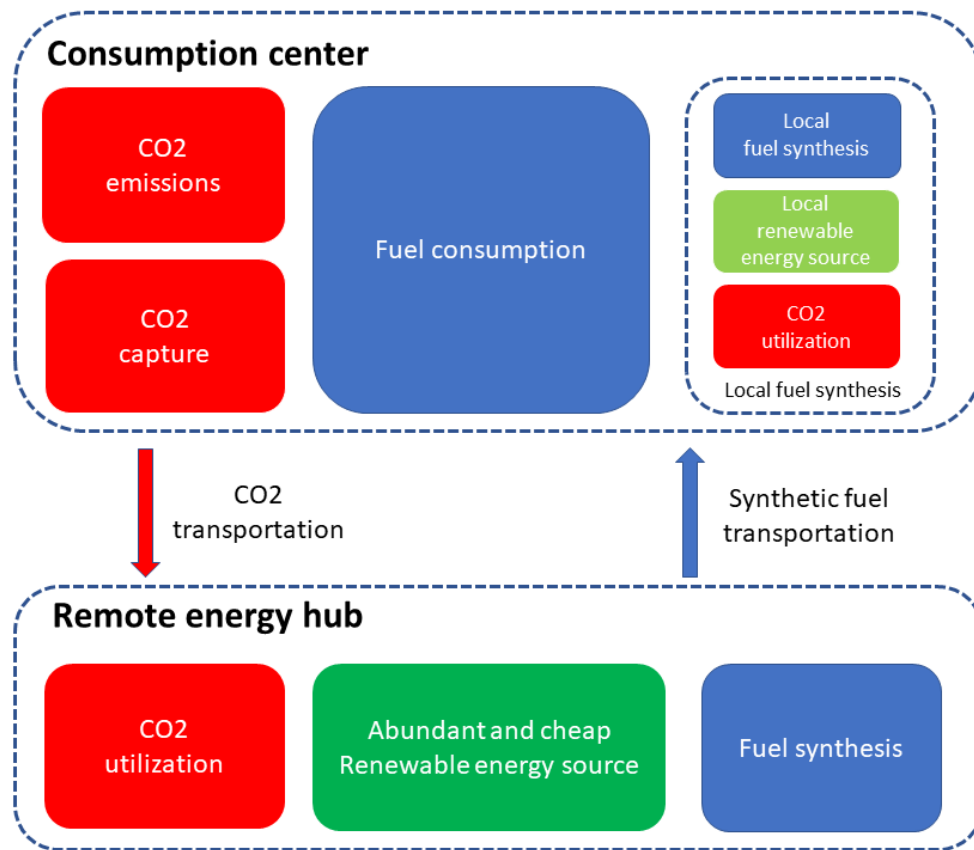 Consumption center
CO2
emissions
CO2
capture
Fuel consumption
Local
fuel synthesis
Local
renewable
energy source
CO2
utilization
Local fuel synthesis
CO2
transportation
Synthetic fuel
transportation
Remote energy hub
CO2
utilization
Abundant and cheap
Renewable energy source
Fuel synthesis